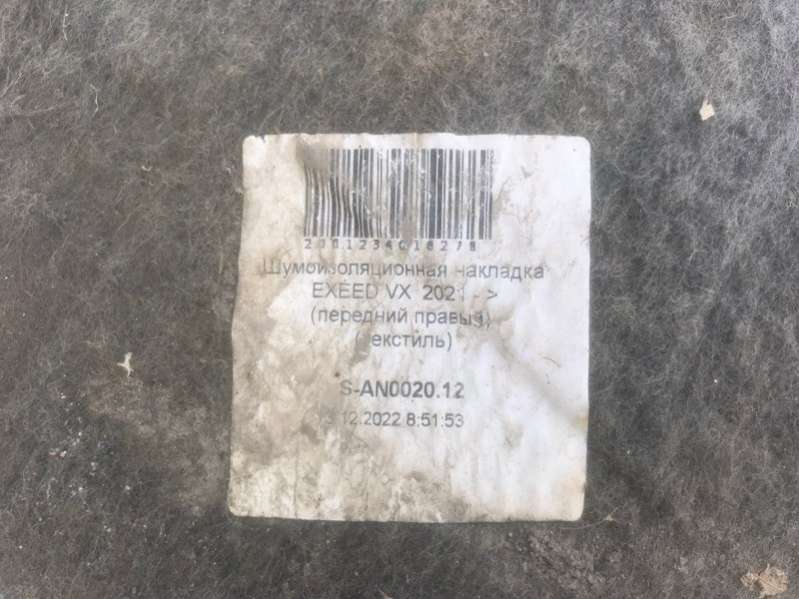 Шумоизоляционная накладка
EXEED VX 2021 - >
(передний правый)
(текстиль)
S-AN0020.12
12.2022 8:51:53